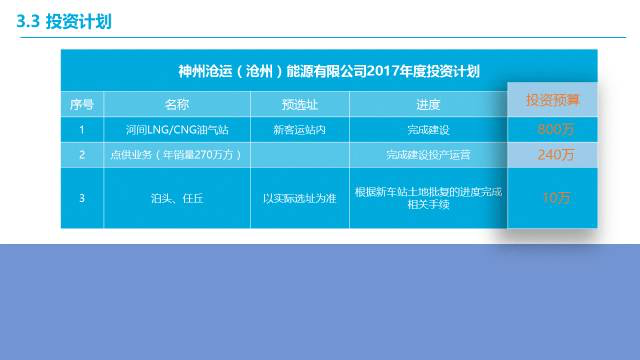 3.3 投资计划
神州沧运（沧州）能源有限公司2017年度投资计划
序号 名称 预选址 进度 投资预算
1 河间LNG/CNG油气站 新客运站内 完成建设 800万
2 点供业务（年销量270万方） 完成建设投产运营 240万
3 泊头、任丘 以实际选址为准 根据新车站土地批复的进度完成 10万
相关手续